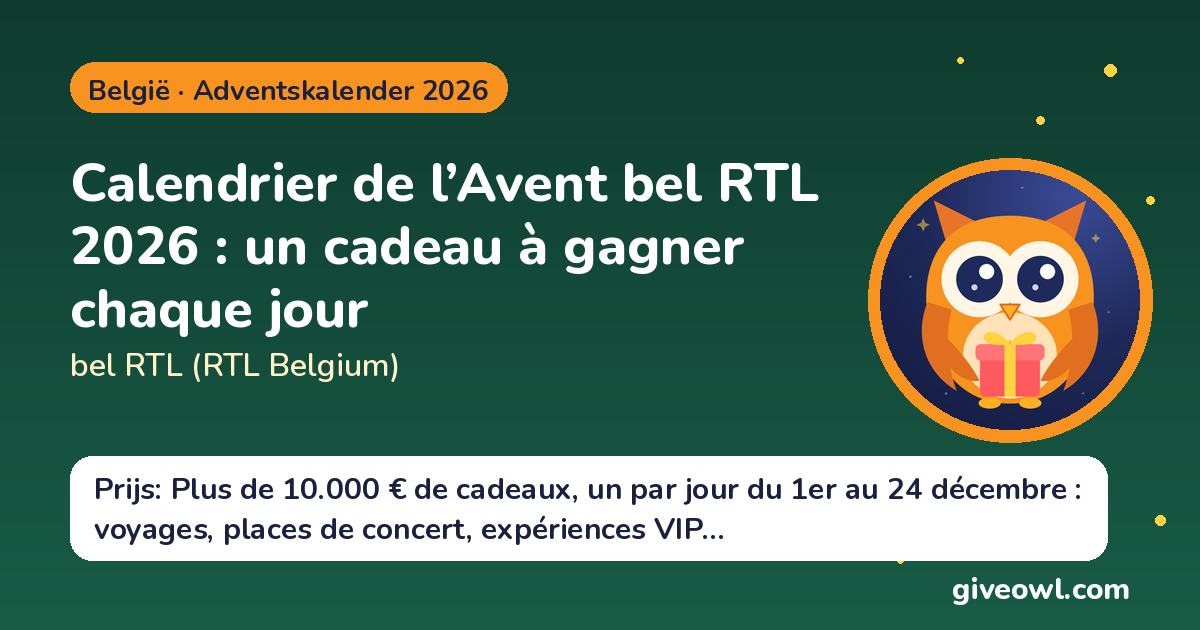 België · Adventskalender 2026
Calendrier de l’Avent bel RTL
2026 : un cadeau à gagner
chaque jour
bel RTL (RTL Belgium)
Prijs: Plus de 10.000 € de cadeaux, un par jour du 1er au 24 décembre :
voyages, places de concert, expériences VIP…
giveowl.com